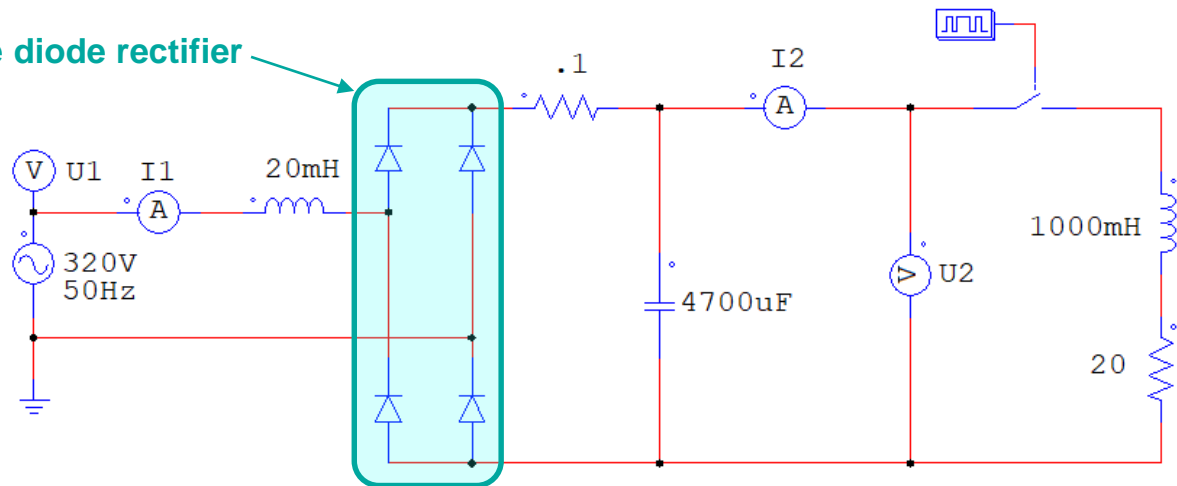 e diode rectifier
.1
I2
A
V
U1
I1
A
20mH
320V
50Hz
4700uF
V
U2
1000mH
20